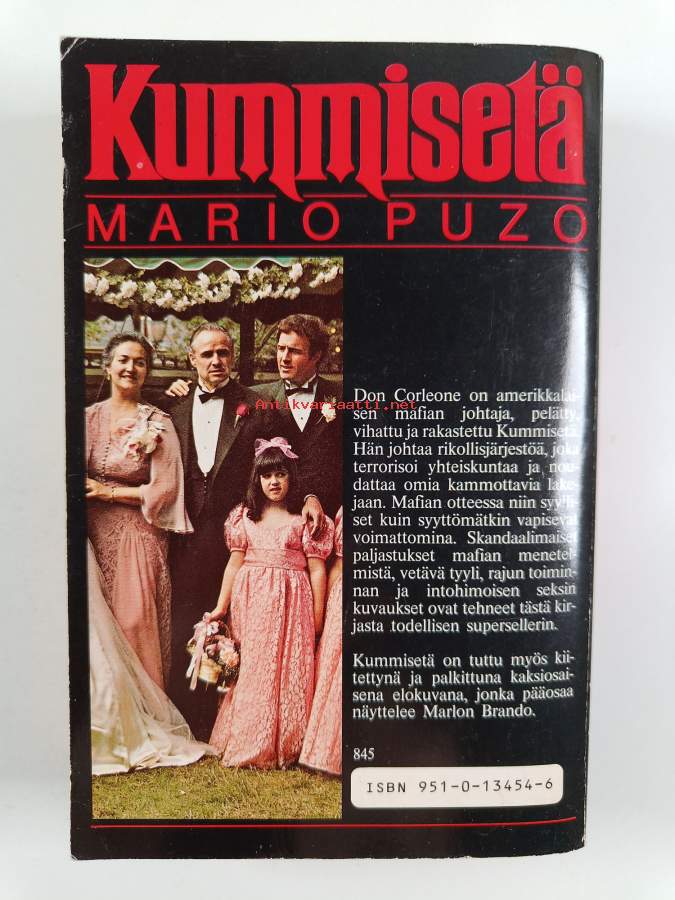 Kummisetä
MARIO PUZO
Antikvariaatti.net
Don Corleone on amerikkalai-
sen mafian johtaja, pelätty,
vihattu ja rakastettu Kummisetä.
Hän johtaa rikollisjärjestöä, joka
terrorisoi yhteiskuntaa ja nou-
dattaa omia kammottavia lake-
jaan. Mafian otteessa niin syylli-
set kuin syyttömätkin vapisevat
voimattomina. Skandaalimaiset
paljastukset mafian menetel-
mistä, vetävä tyyli, rajun toimin-
nan ja intohimoisen seksin
kuvaukset ovat tehneet tästä kir-
jasta todellisen supersellerin.
Kummisetä on tuttu myös kii-
tettynä ja palkittuna kaksiosai-
sena elokuvana, jonka pääosaa
näyttelee Marlon Brando.
845
ISBN 951-0-13454-6